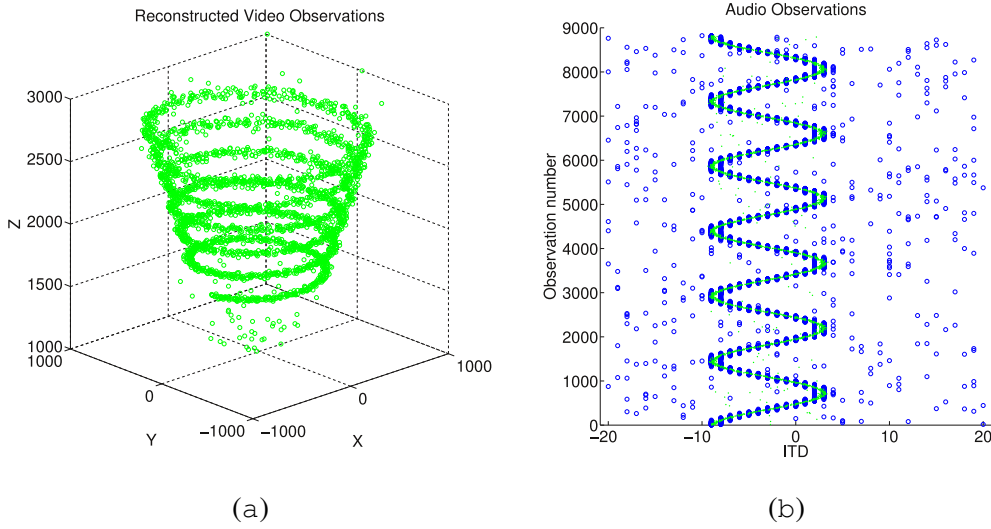 Reconstructed Video Observations
3000
2500
2000
1500
1000
Z
1000
0
−1000
Y
−1000
0
1000
X
(a)
Audio Observations
9000
8000
7000
6000
5000
4000
3000
2000
1000
0
Observation number
−20
−10
0
10
20
ITD
(b)